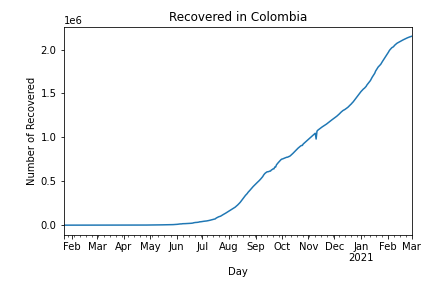 Recovered in Colombia
1e6
2.0
1.5
1.0
0.5
0.0
Number of Recovered
Feb Mar Apr May Jun Jul Aug Sep Oct Nov Dec Jan Feb Mar
2021
Day